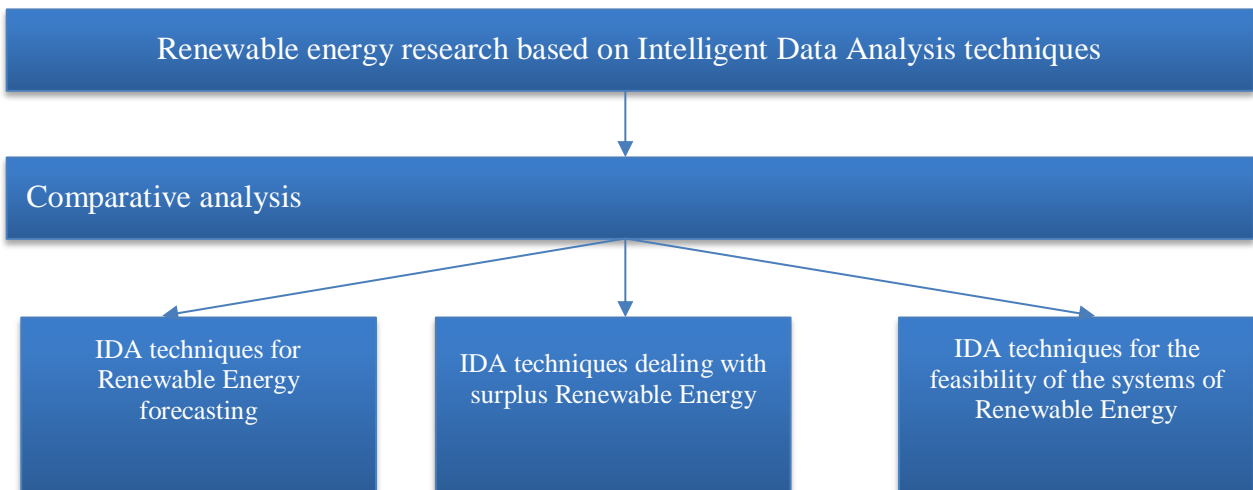 Renewable energy research based on Intelligent Data Analysis techniques
Comparative analysis
IDA techniques for
Renewable Energy
forecasting
IDA techniques dealing with
surplus Renewable Energy
IDA techniques for the
feasibility of the systems of
Renewable Energy